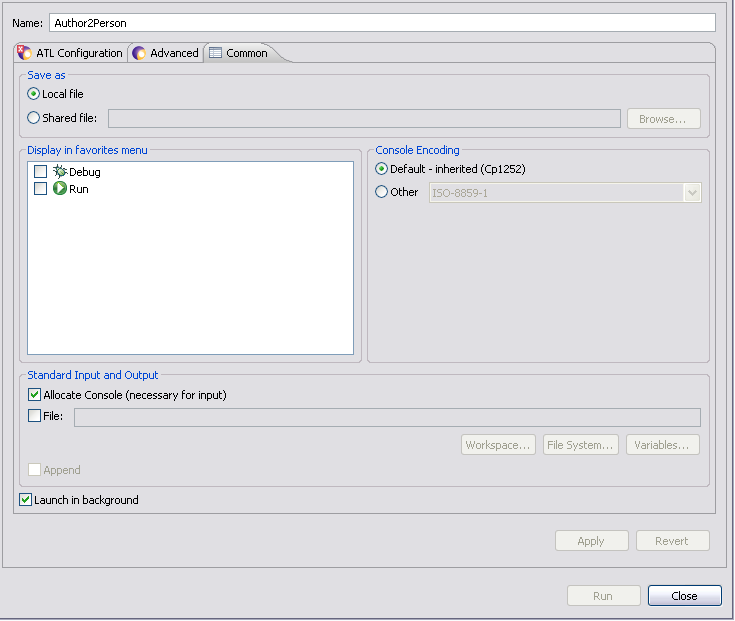 Name: Author2Person
ATL Configuration Advanced Common
Save as
Local file
Shared file: Browse...
Display in favorites menu
Debug
Run
Console Encoding
Default - inherited (Cp1252)
Other ISO-8859-1
Standard Input and Output
Allocate Console (necessary for input)
File:
Workspace... File System... Variables...
Append
Launch in background
Apply Revert
Run Close